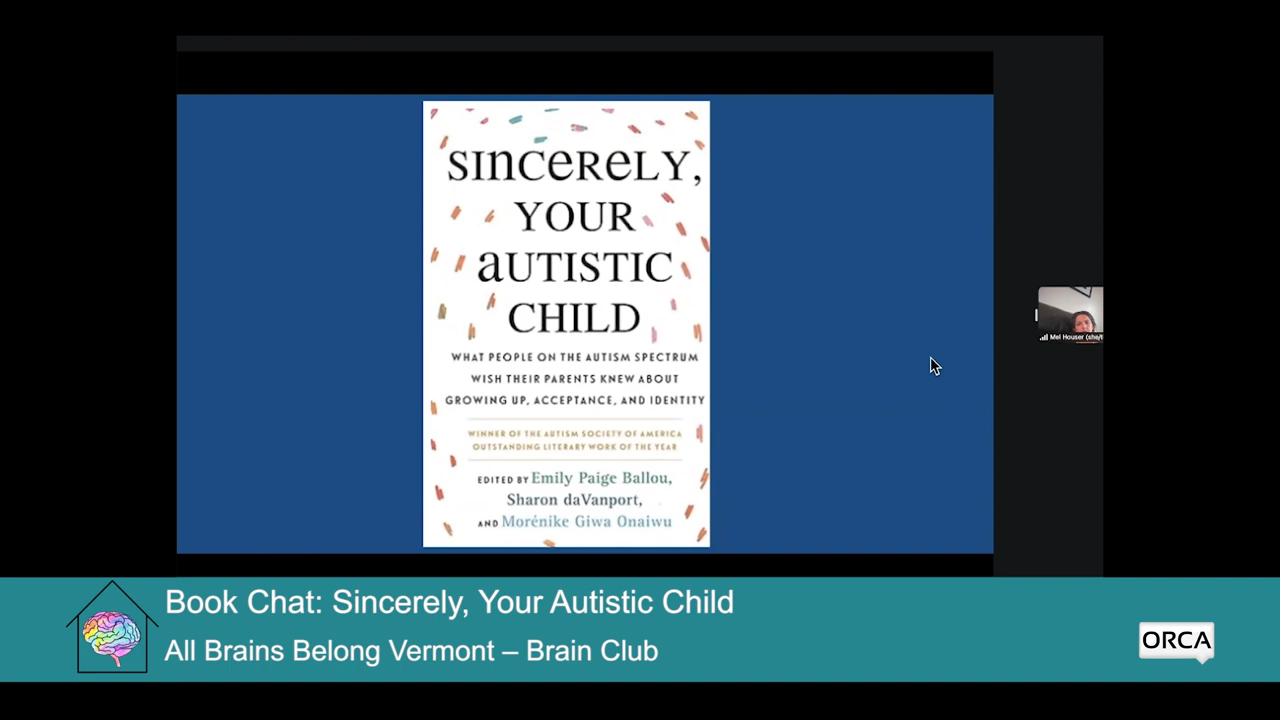 SINCERELY,
YOUR
AUTISTIC
CHILD
WHAT PEOPLE ON THE AUTISM SPECTRUM
WISH THEIR PARENTS KNEW ABOUT
GROWING UP, ACCEPTANCE, AND IDENTITY
WINNER OF THE AUTISM SOCIETY OF AMERICA
OUTSTANDING LITERARY WORK OF THE YEAR
EDITED BY Emily Paige Ballou,
Sharon daVanport,
AND Morénike Giwa Onaiwu
Mel Houser (she/t
Book Chat: Sincerely, Your Autistic Child
All Brains Belong Vermont – Brain Club
ORCA